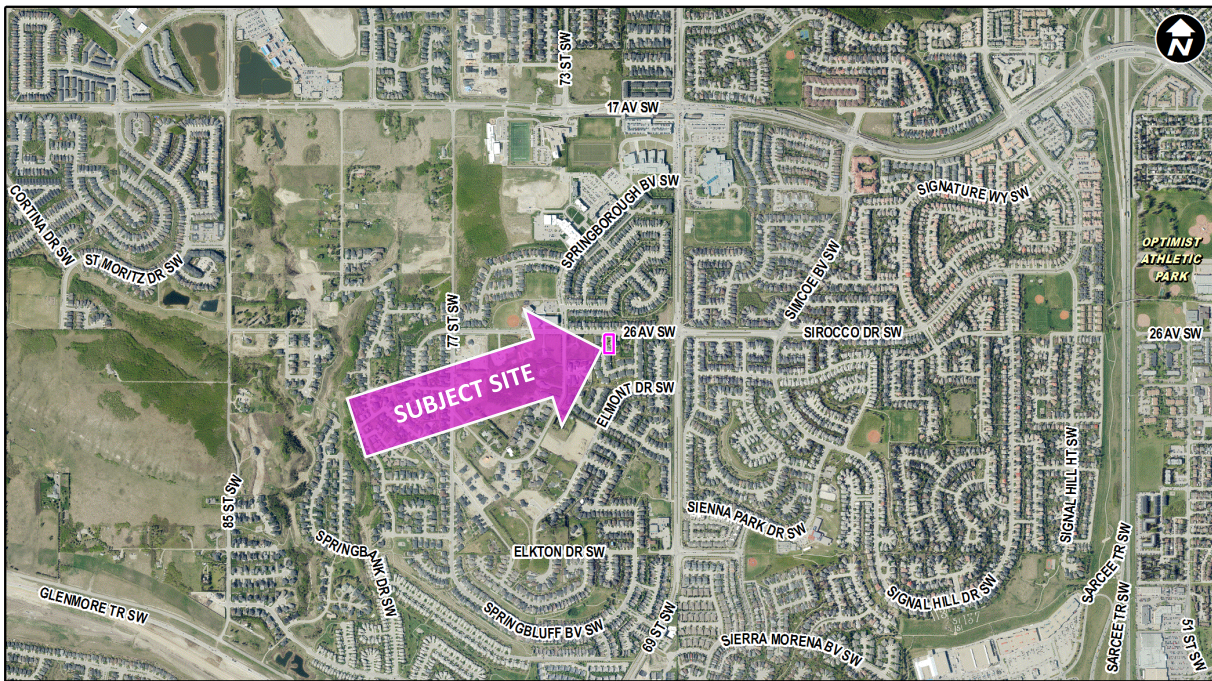 N
73 ST SW
17 AV SW
SPRINGBOROUGH BV SW
SIGNATURE WY SW
CORTINA DR SW
ST MORITZ DR SW
OPTIMIST
ATHLETIC
PARK
SIMCOE BV SW
77 ST SW
26 AV SW
SIROCCO DR SW
26 AV SW
SUBJECT SITE
ELMONT DR SW
85 ST SW
SIGNAL HILL HT SW
SIENNA PARK DR SW
SPRINGBANK DR SW
ELKTON DR SW
SARCEE TR SW
GLENMORE TR SW
SPRINGBLUFF BV SW
69 ST SW
SIGNAL HILL DR SW
SIERRA MORENA BV SW
SARCEE TR SW
51 ST SW